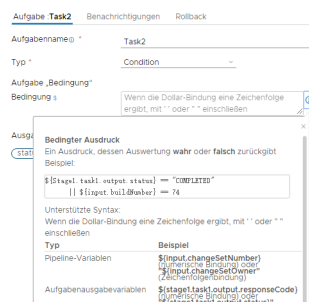 Aufgabe :Task2 Benachrichtigungen Rollback
Aufgabenname * Task2
Typ * Condition
Aufgabe „Bedingung"
Bedingung $ Wenn die Dollar-Bindung eine Zeichenfolge
ergibt, mit ' ' oder " " einschließen
Ausga
Bedingter Ausdruck
Ein Ausdruck, dessen Auswertung wahr oder falsch zurückgibt
Beispiel:
${Stage1.task1.output.status} == "COMPLETED"
|| ${input.buildNumber} == 74
Unterstützte Syntax:
Wenn die Dollar-Bindung eine Zeichenfolge ergibt, mit ' ' oder " "
einschließen
Typ Beispiel
Pipeline-Variablen ${input.changeSetNumber}
(numerische Bindung) oder
"${input.changeSetOwner"
(Zeichenfolgenbindung)
Aufgabenausgabevariablen ${stage1.task1.output.responseCode}
(numerische Bindung) oder